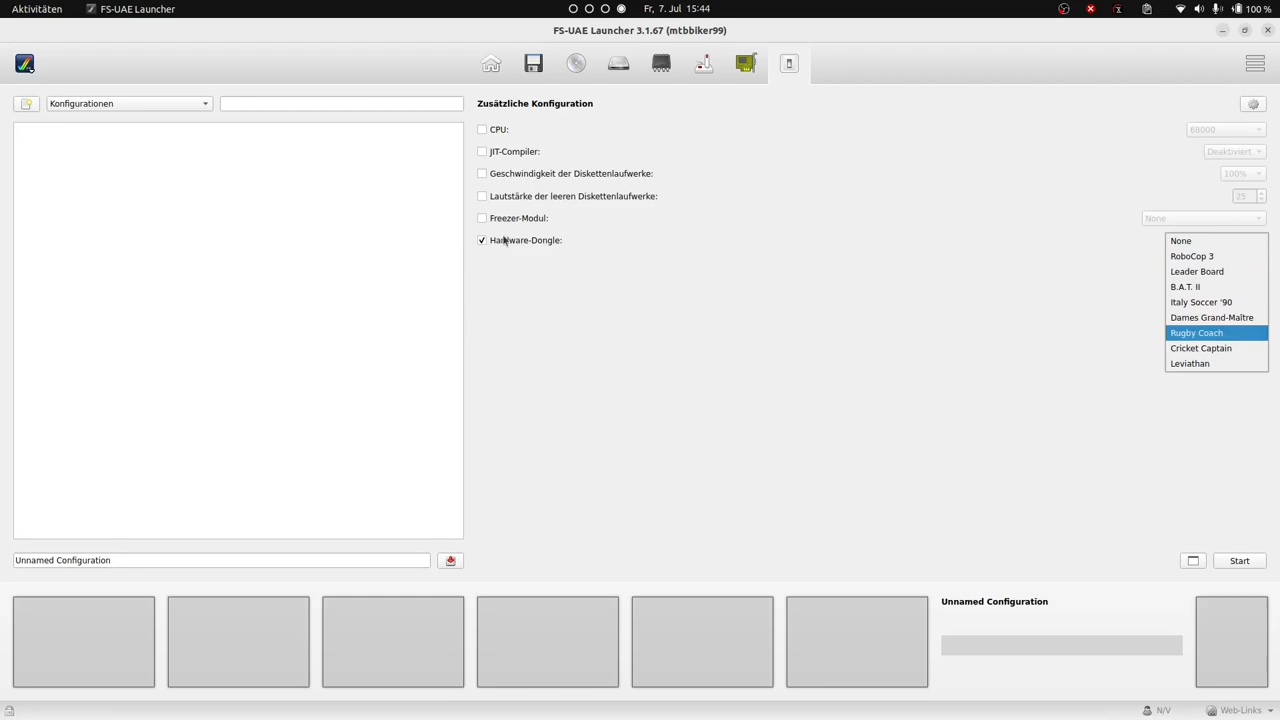 Aktivitäten
FS-UAE Launcher
Fr, 7. Jul 15:44
100 %
FS-UAE Launcher 3.1.67 (mtbbiker99)
Konfigurationen
Zusätzliche Konfiguration
CPU:
68000
JIT-Compiler:
Deaktiviert
Geschwindigkeit der Diskettenlaufwerke:
100%
Lautstärke der leeren Diskettenlaufwerke:
25
Freezer-Modul:
None
Hardware-Dongle:
None
RoboCop 3
Leader Board
B.A.T. II
Italy Soccer '90
Dames Grand-Maître
Rugby Coach
Cricket Captain
Leviathan
Unnamed Configuration
Start
Unnamed Configuration
N/V
Web-Links